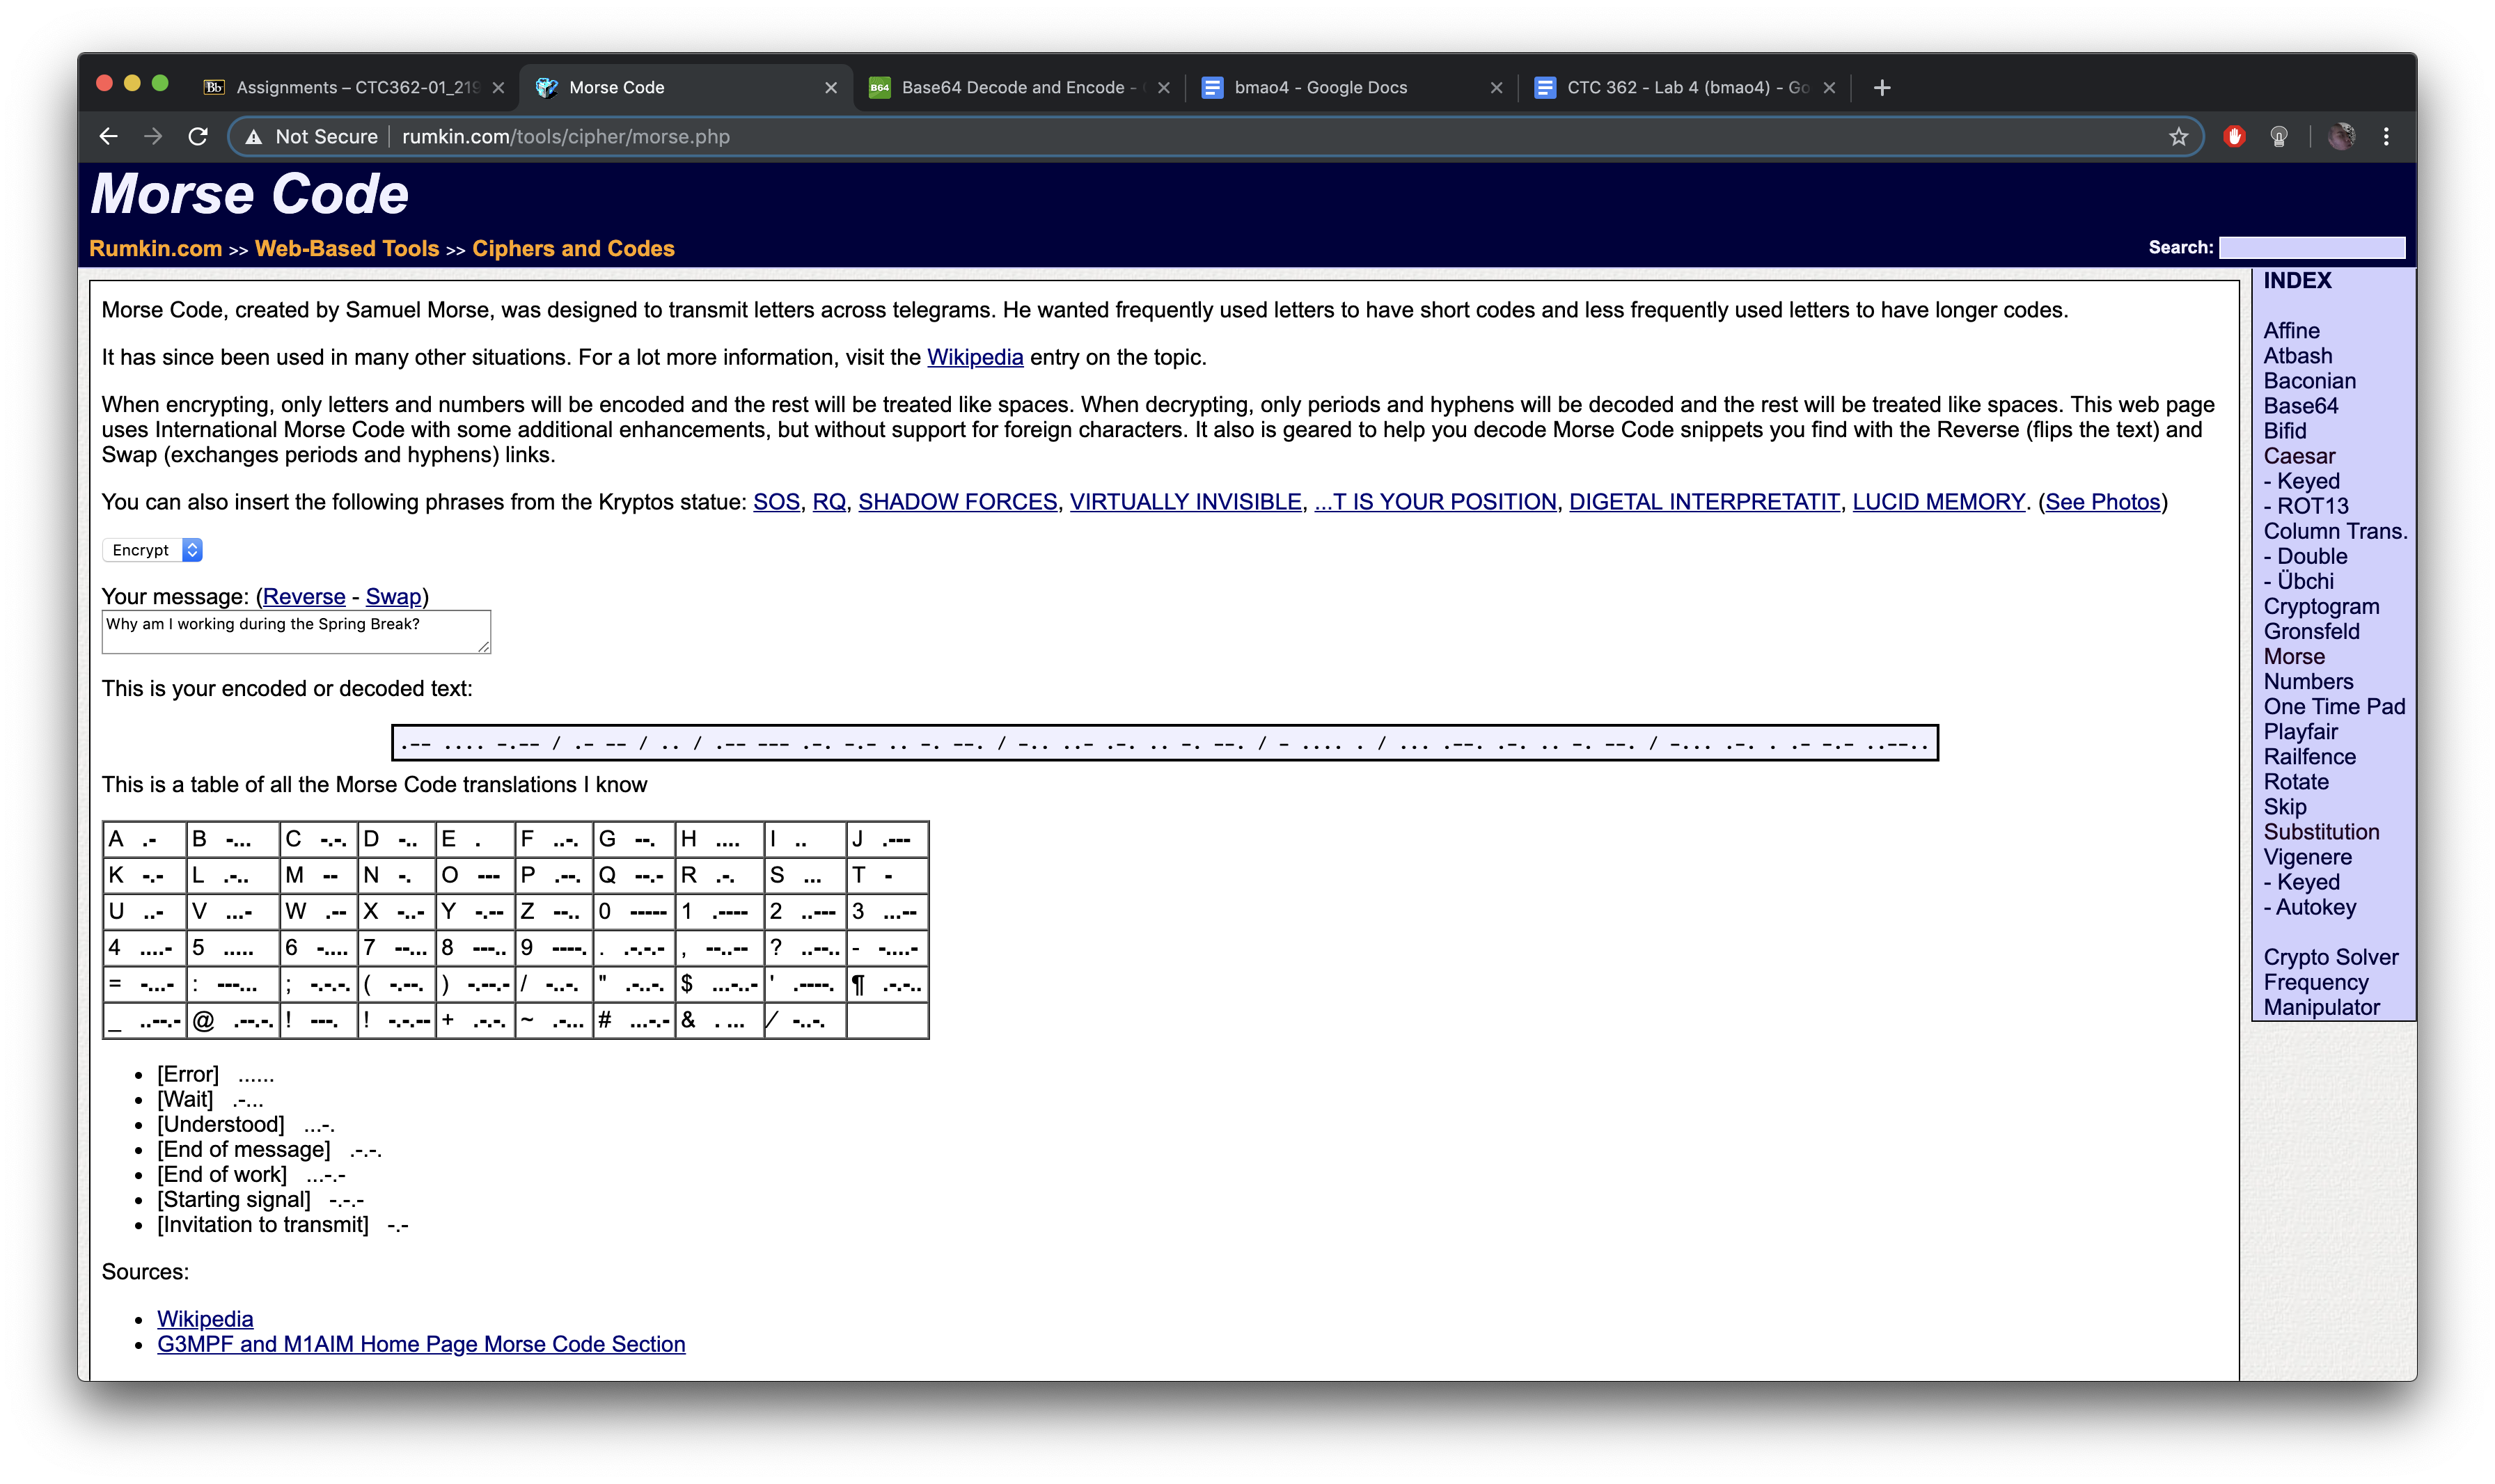 Bb Assignments – CTC362-01_219
Morse Code
B64 Base64 Decode and Encode -
bmao4 - Google Docs
CTC 362 - Lab 4 (bmao4) - Go
Not Secure rumkin.com/tools/cipher/morse.php
Morse Code
Rumkin.com >> Web-Based Tools >> Ciphers and Codes
Search:
Morse Code, created by Samuel Morse, was designed to transmit letters across telegrams. He wanted frequently used letters to have short codes and less frequently used letters to have longer codes.
It has since been used in many other situations. For a lot more information, visit the Wikipedia entry on the topic.
When encrypting, only letters and numbers will be encoded and the rest will be treated like spaces. When decrypting, only periods and hyphens will be decoded and the rest will be treated like spaces. This web page
uses International Morse Code with some additional enhancements, but without support for foreign characters. It also is geared to help you decode Morse Code snippets you find with the Reverse (flips the text) and
Swap (exchanges periods and hyphens) links.
You can also insert the following phrases from the Kryptos statue: SOS, RQ, SHADOW FORCES, VIRTUALLY INVISIBLE, ...T IS YOUR POSITION, DIGETAL INTERPRETATIT, LUCID MEMORY. (See Photos)
Encrypt
Your message: (Reverse - Swap)
Why am I working during the Spring Break?
This is your encoded or decoded text:
.-- .... -.-- / .- -- / .. / .-- --- .-. -.- .. -. --. / -.. ..- .-. .. -. --. / - .... . / ... .--. .-. .. -. --. / -... .-. . .- -.- ..--..
This is a table of all the Morse Code translations I know
A .- B -... C -.-. D -.. E . F ..-. G --. H .... I .. J .---
K -.- L .-.. M -- N -. O --- P .--. Q --.- R .-. S ... T -
U ..- V ...- W .-- X -..- Y -.-- Z --.. 0 ----- 1 .---- 2 ..--- 3 ...--
4 ....- 5 ..... 6 -.... 7 --... 8 ---.. 9 ----. . .-.-.- , --..-- ? ..--.. - -....-
= -...- : ---... ; -.-.-. ( -.--. ) -.--.- / -..-. " .-..-. $ ...-..- ' .----. ¶ .-.-..
_ ..--.- @ .--.-. ! ---. ! -.-.-- + .-.-. ~ .-... # ...-.- & . ... ⁄ -..-.
• [Error] ......
• [Wait] .-...
• [Understood] ...-.
• [End of message] .-.-.
• [End of work] ...-.-
• [Starting signal] -.-.-
• [Invitation to transmit] -.-
Sources:
• Wikipedia
• G3MPF and M1AIM Home Page Morse Code Section
INDEX
Affine
Atbash
Baconian
Base64
Bifid
Caesar
- Keyed
- ROT13
Column Trans.
- Double
- Übchi
Cryptogram
Gronsfeld
Morse
Numbers
One Time Pad
Playfair
Railfence
Rotate
Skip
Substitution
Vigenere
- Keyed
- Autokey
Crypto Solver
Frequency
Manipulator